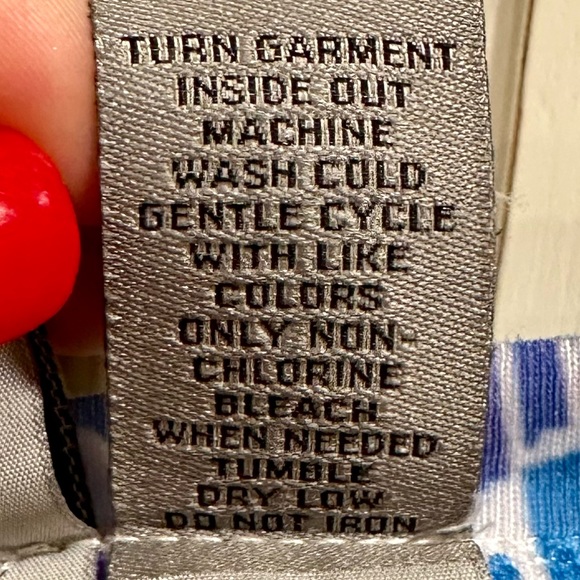 TURN GARMENT
INSIDE OUT
MACHINE
WASH COLD
GENTLE CYCLE
WITH LIKE
COLORS
ONLY NON-
CHLORINE
BLEACH
WHEN NEEDED
TUMBLE
DRY LOW
DO NOT IRON